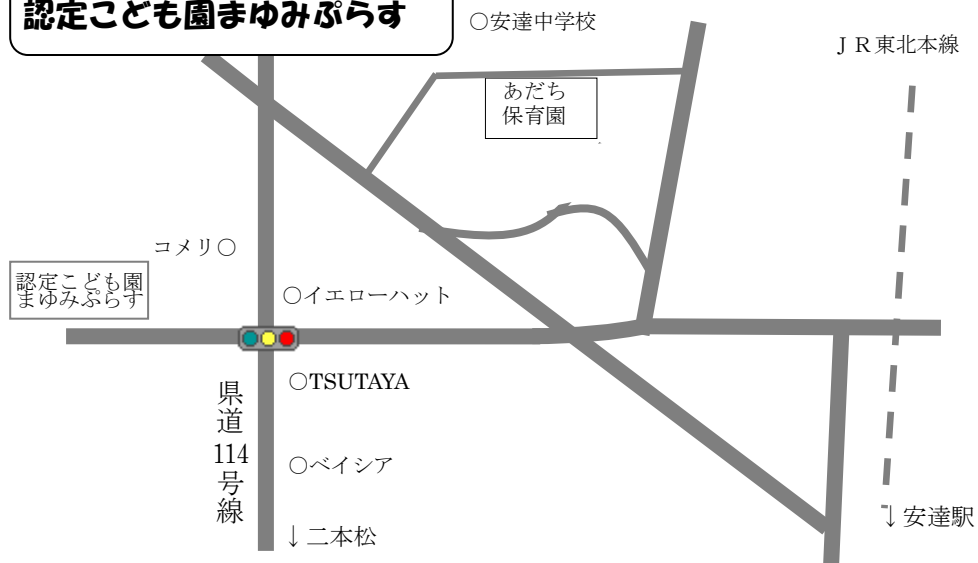 認定こども園まゆみぷらす
○安達中学校
ＪＲ東北本線
あだち
保育園
コメリ○
認定こども園
まゆみぷらす
○イエローハット
○TSUTAYA
県道114号線
○ベイシア
↓二本松
↓安達駅